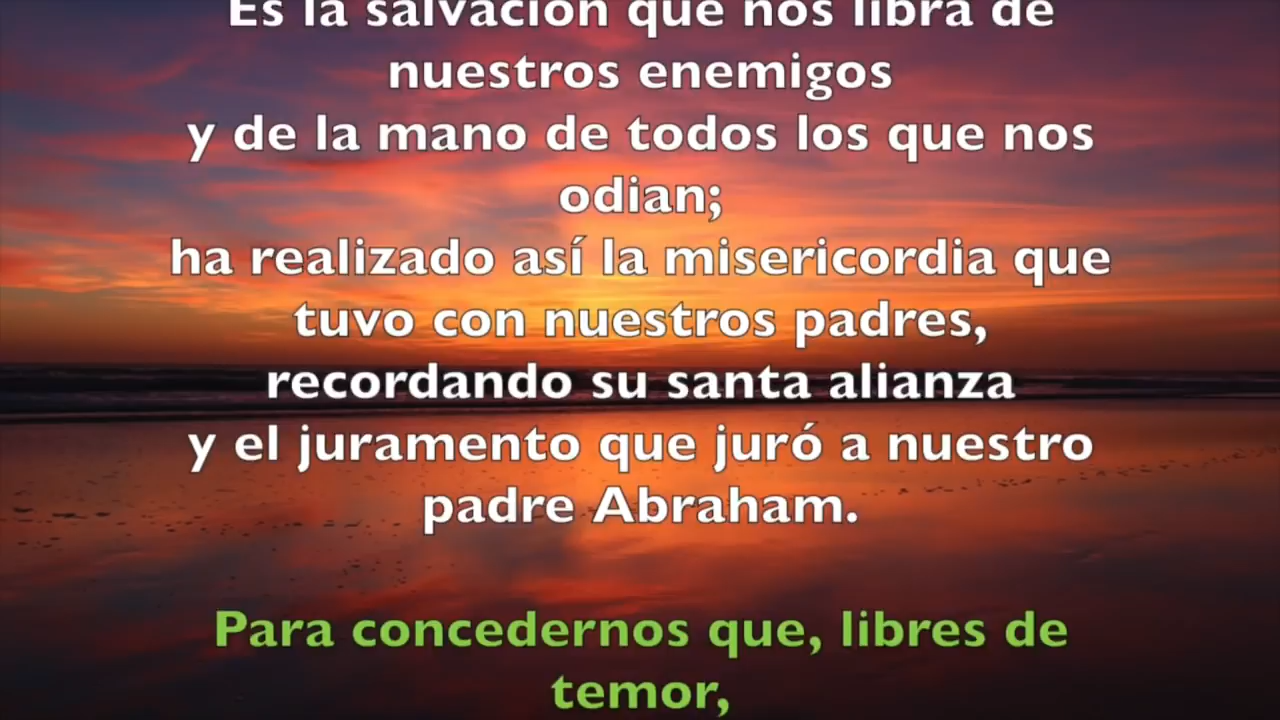 Es la salvación que nos libra de
nuestros enemigos
y de la mano de todos los que nos
odian;
ha realizado así la misericordia que
tuvo con nuestros padres,
recordando su santa alianza
y el juramento que juró a nuestro
padre Abraham.
Para concedernos que, libres de
temor,